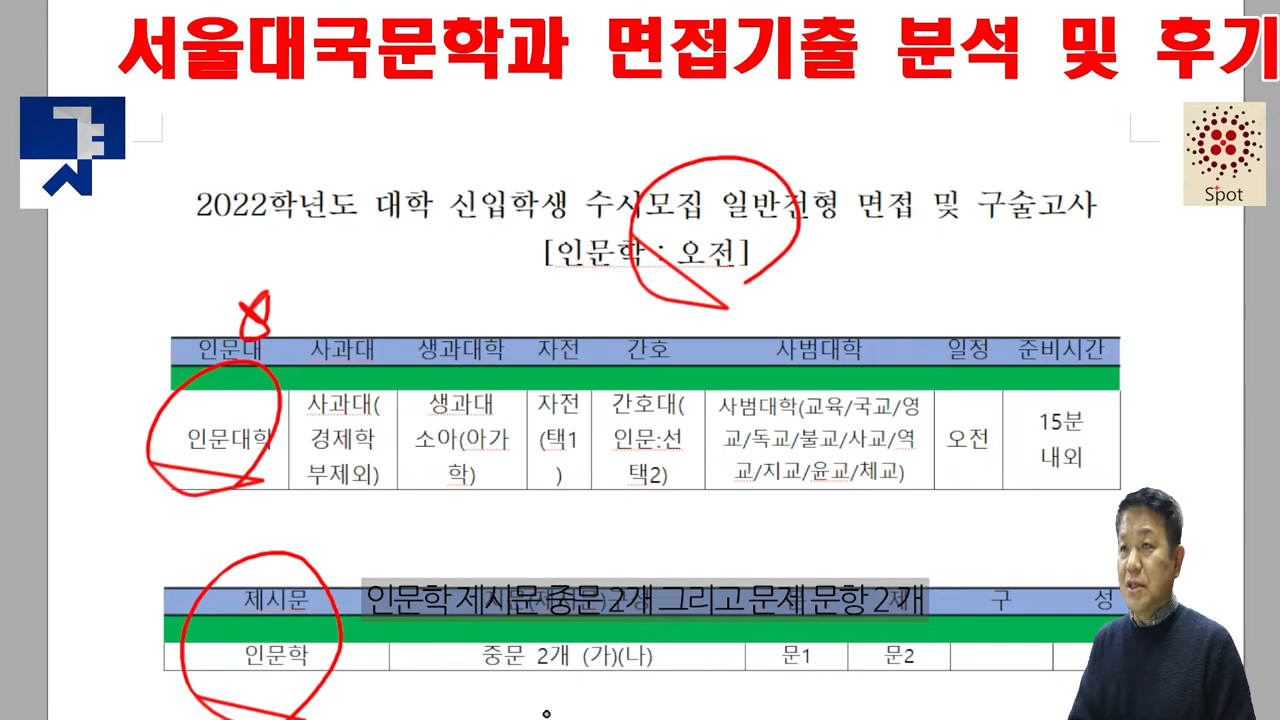 서울대국문학과 면접기출 분석 및 후기
Spot
2022학년도 대학 신입학생 수시모집 일반전형 면접 및 구술고사
[인문학 : 오전]
인문대 사과대 생과대학 자전 간호 사범대학 일정 준비시간
인문대학
사과대(
경제학
부제외)
생과대
소아(아가
학)
자전
(택1
)
간호대(
인문:선
택2)
사범대학(교육/국교/영
교/독교/불교/사교/역
교/지교/윤교/체교)
오전
15분
내외
제시문 제 구 성
인문학 제시문 중문 2개 그리고 문제 문항 2개
인문학 중문 2개 (가)(나) 문1 문2